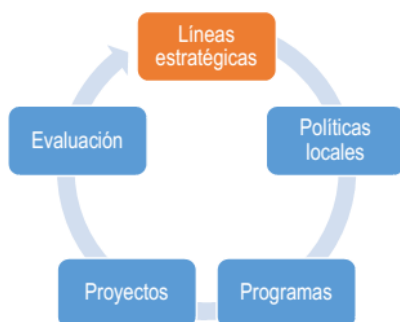 Líneas
estratégicas
Políticas
locales
Programas
Proyectos
Evaluación